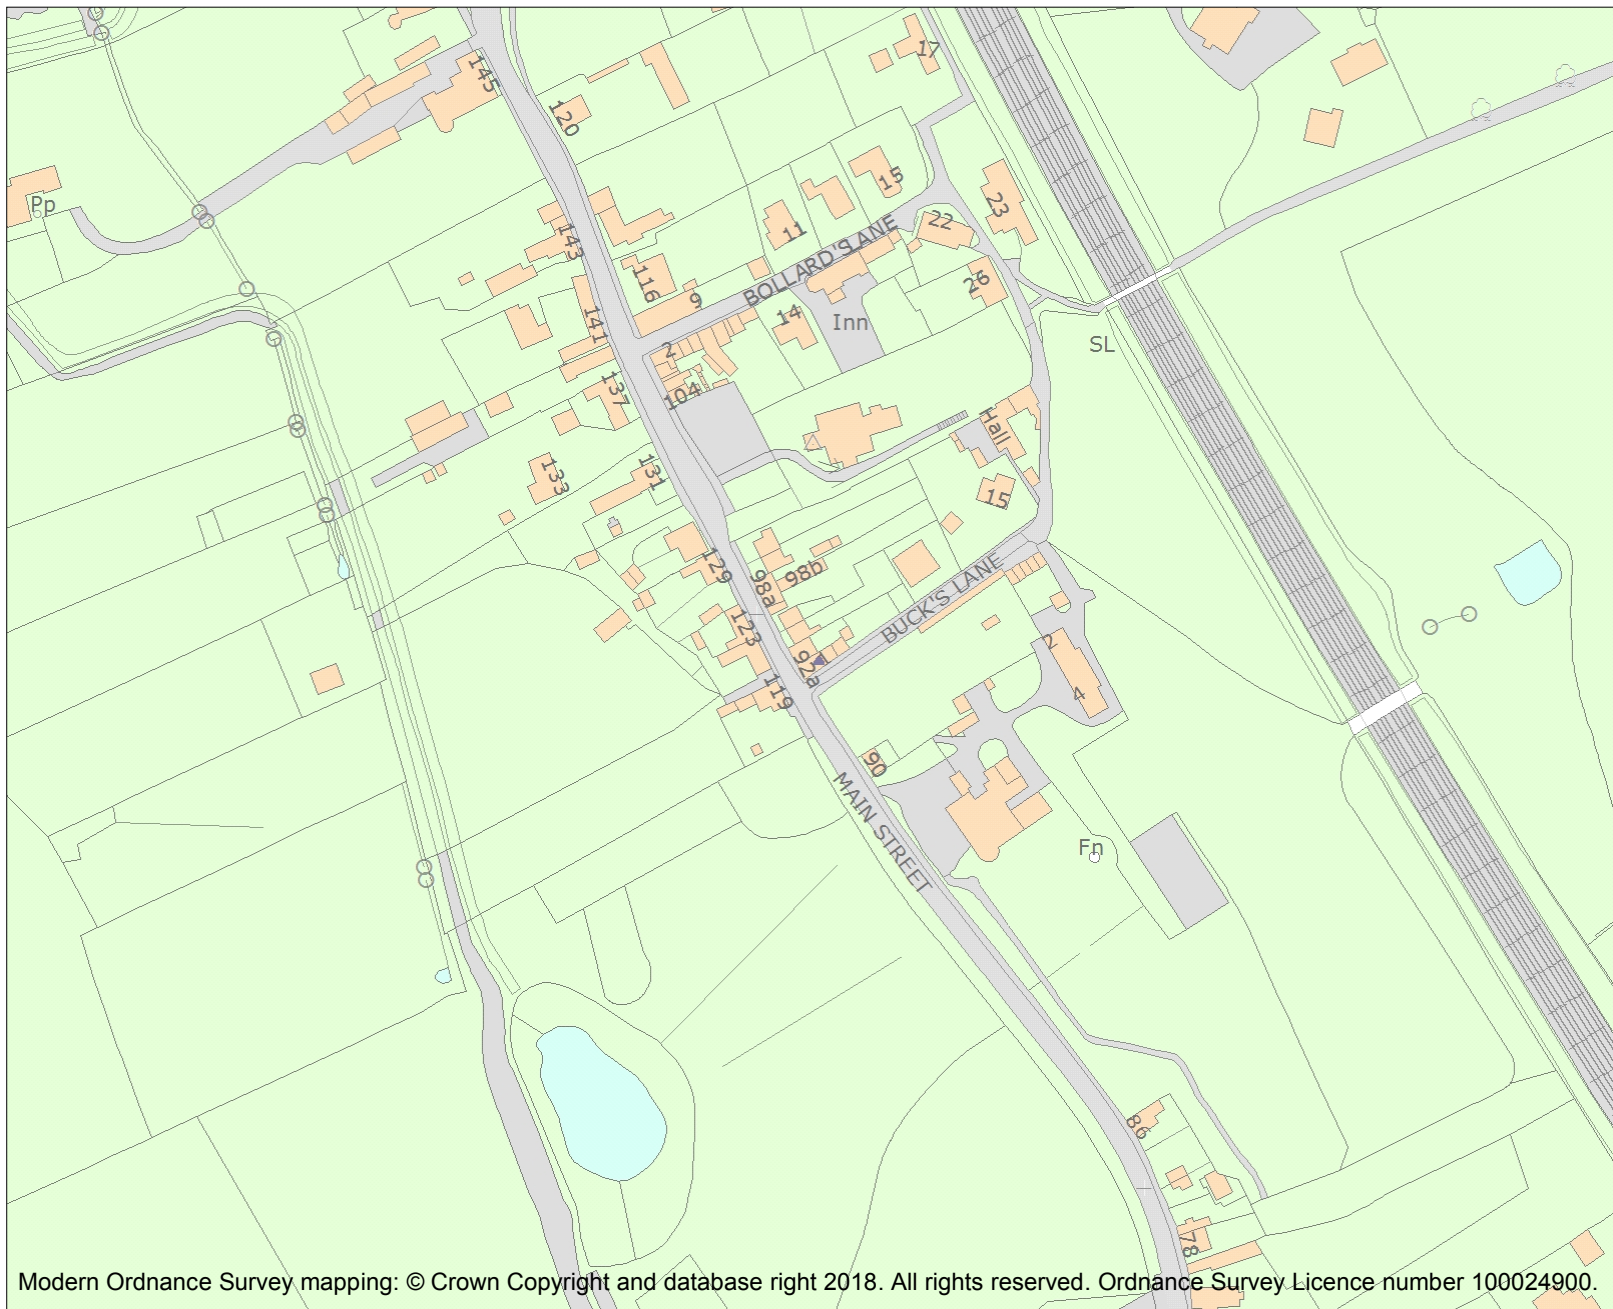 17
145
120
15
Pp
23
22
143
11
BOLLARD'S LANE
116
26
9
141
14
Inn
SL
2
137
104
Hall
133
131
15
129
98b
98a
BUCK'S LANE
123
2
92a
119
4
90
MAIN STREET
Fn
86
78
Modern Ordnance Survey mapping: © Crown Copyright and database right 2018. All rights reserved. Ordnance Survey Licence number 100024900.